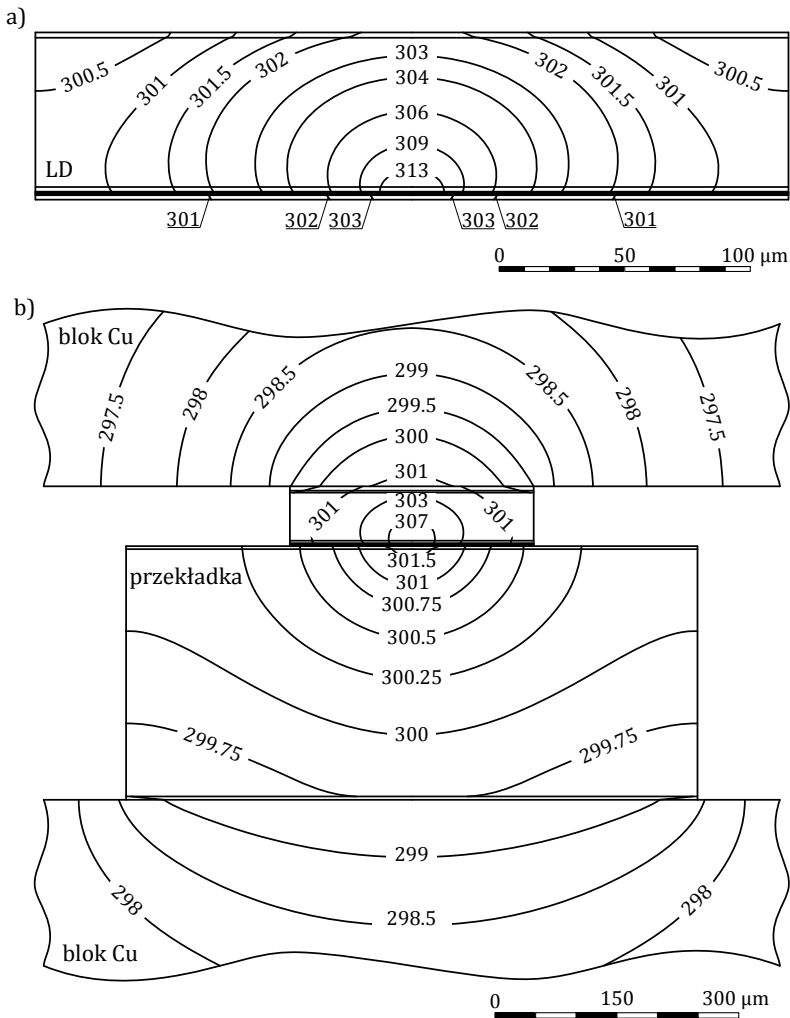 a)
300.5 301 301.5 302 303 302 301.5 301 300.5
304
306
309
LD 313
301 302 303 303 302 301
0 50 100 μm
b)
blok Cu
297.5 298 298.5 299 298.5 298 297.5
299.5
300
301
301 303 301
307
301.5
przekładka 301
300.75
300.5
300.25
300
299.75 299.75
299
298 298.5 298
blok Cu
0 150 300 μm